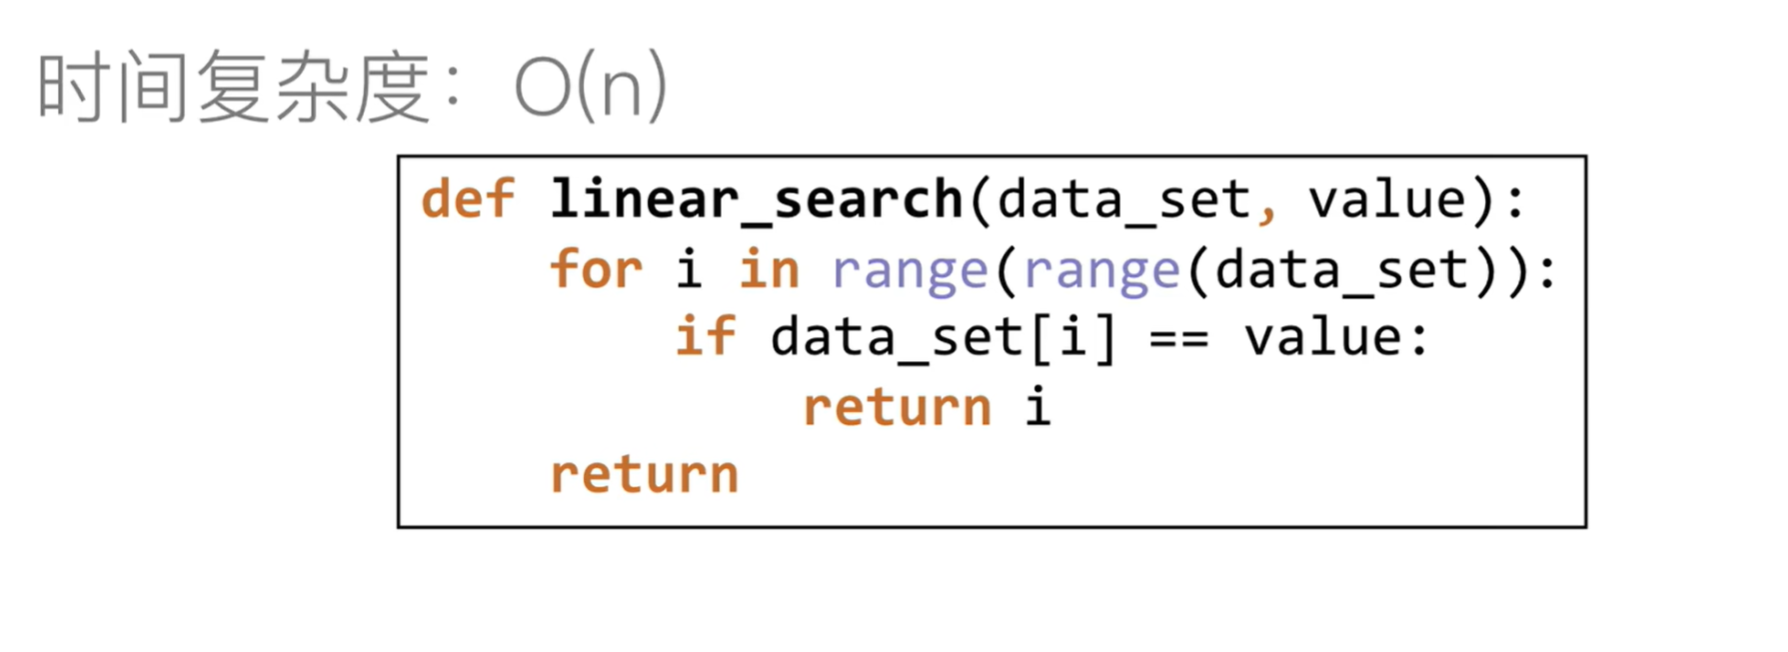 时间复杂度：O(n)
def linear_search(data_set, value):
    for i in range(range(data_set)):
        if data_set[i] == value:
            return i
    return